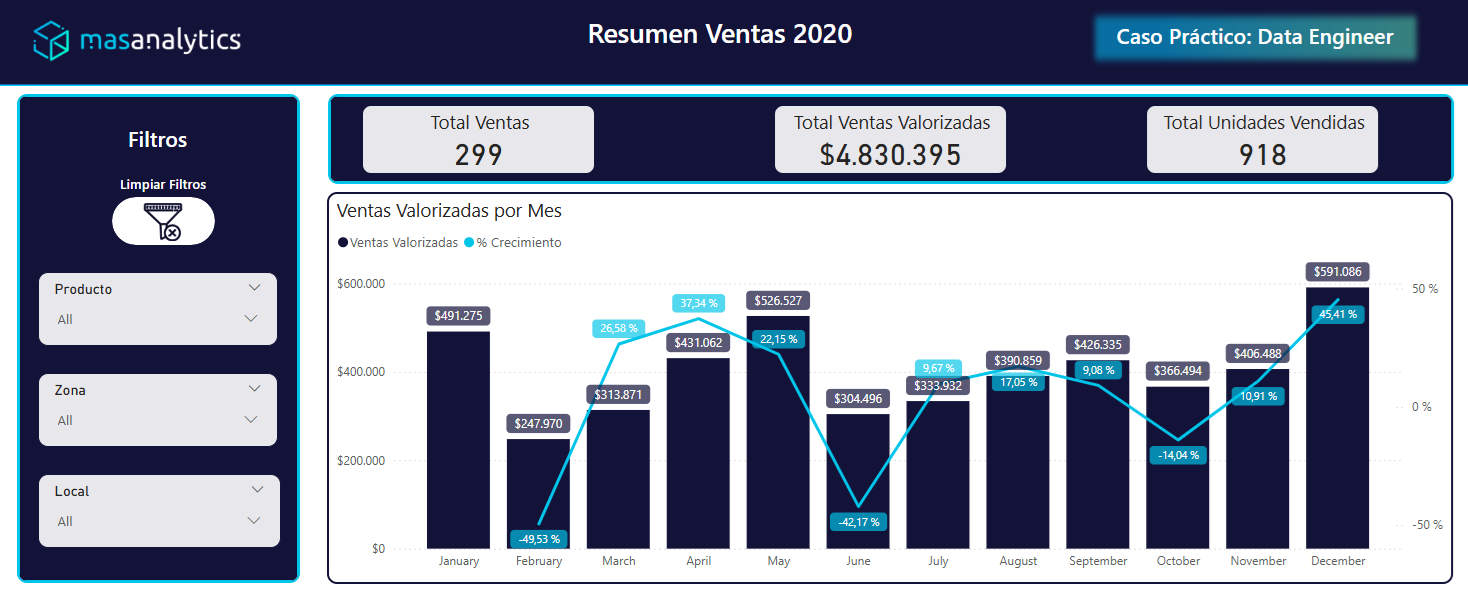 masanalytics
Resumen Ventas 2020
Caso Práctico: Data Engineer
Filtros
Limpiar Filtros
Producto
All
Zona
All
Local
All
Total Ventas
299
Total Ventas Valorizadas
$4.830.395
Total Unidades Vendidas
918
Ventas Valorizadas por Mes
Ventas Valorizadas % Crecimiento
$600.000
$400.000
$200.000
$0
50 %
0 %
-50 %
$491.275
$247.970
$313.871
$431.062
$526.527
$304.496
$333.932
$390.859
$426.335
$366.494
$406.488
$591.086
-49,53 %
26,58 %
37,34 %
22,15 %
-42,17 %
9,67 %
17,05 %
9,08 %
-14,04 %
10,91 %
45,41 %
January February March April May June July August September October November December